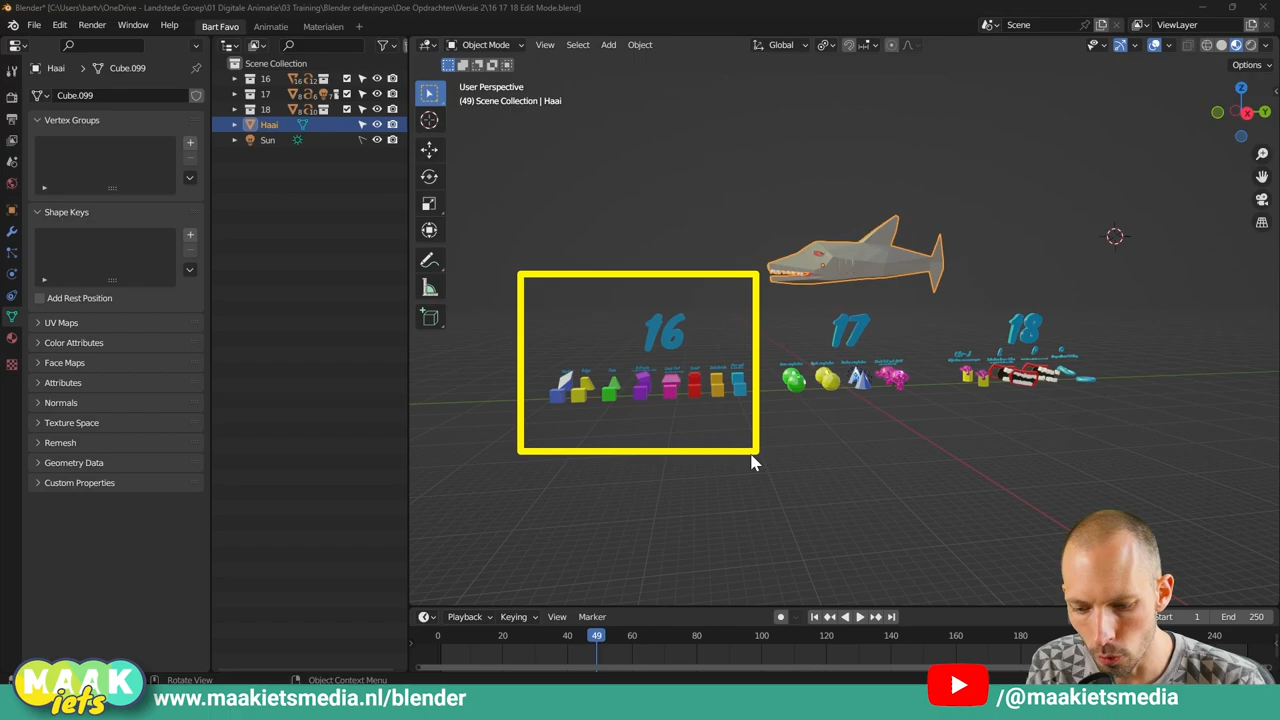 Blender* [C:\Users\bartv\OneDrive - Landstede Groep\01 Digitale Animatie\03 Training\Blender oefeningen\Doe Opdrachten\Versie 2\16 17 18 Edit Mode.blend]
File Edit Render Window Help Bart Favo Animatie Materialen + Scene ViewLayer
Object Mode View Select Add Object Global
Options
Haai > Cube.099
Cube.099
Vertex Groups
Shape Keys
Add Rest Position
UV Maps
Color Attributes
Face Maps
Attributes
Normals
Texture Space
Remesh
Geometry Data
Custom Properties
Scene Collection
16
17
18
Haai
Sun
User Perspective
(49) Scene Collection | Haai
Z
X
Y
16 17 18
Playback Keying View Marker Start 1 End 250
0 20 40 49 60 80 100 120 140 160 180 240
Rotate View Object Context Menu
MAAK
iets
www.maakietsmedia.nl/blender
/@maakietsmedia